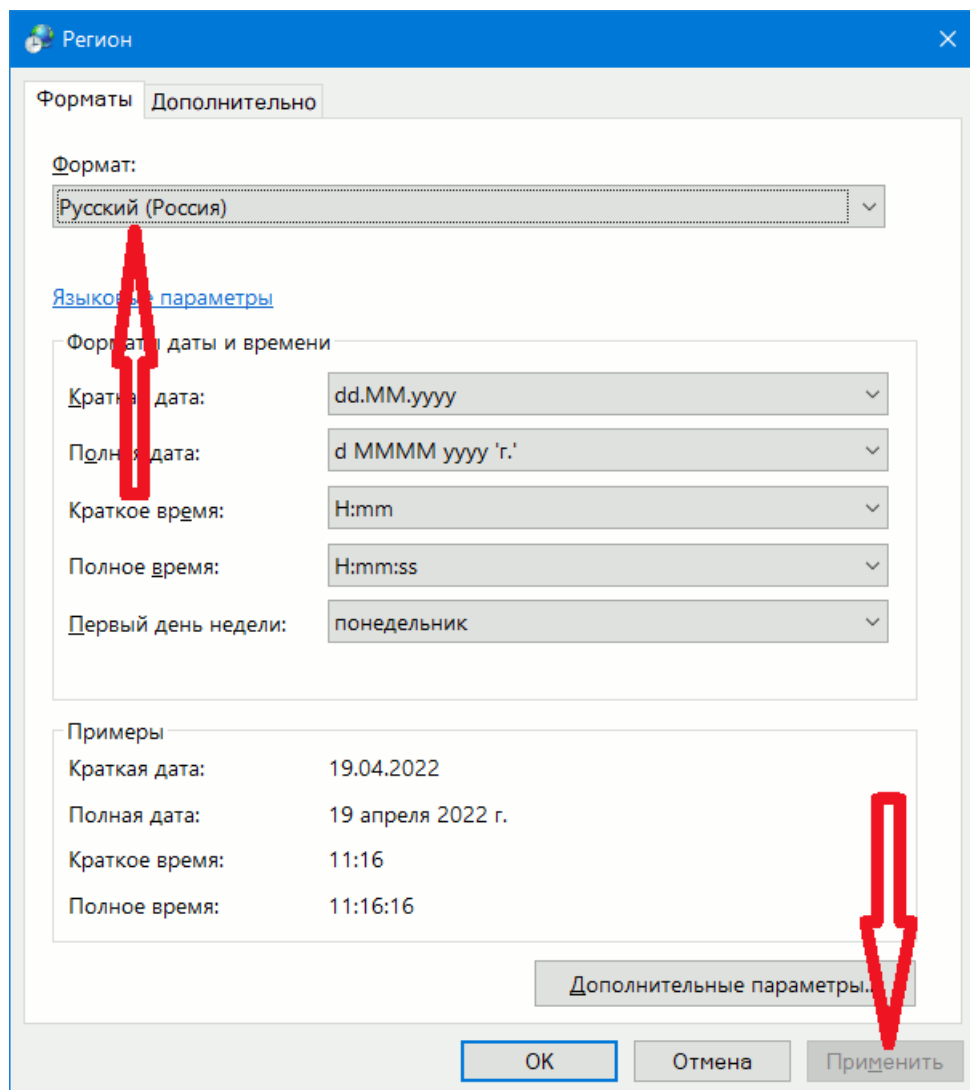 Регион
Форматы Дополнительно
Формат:
Русский (Россия)
Языковые параметры
Форматы даты и времени
Краткая дата: dd.MM.yyyy
Полная дата: d MMMM yyyy 'г.'
Краткое время: H:mm
Полное время: H:mm:ss
Первый день недели: понедельник
Примеры
Краткая дата: 19.04.2022
Полная дата: 19 апреля 2022 г.
Краткое время: 11:16
Полное время: 11:16:16
Дополнительные параметры...
OK Отмена Применить